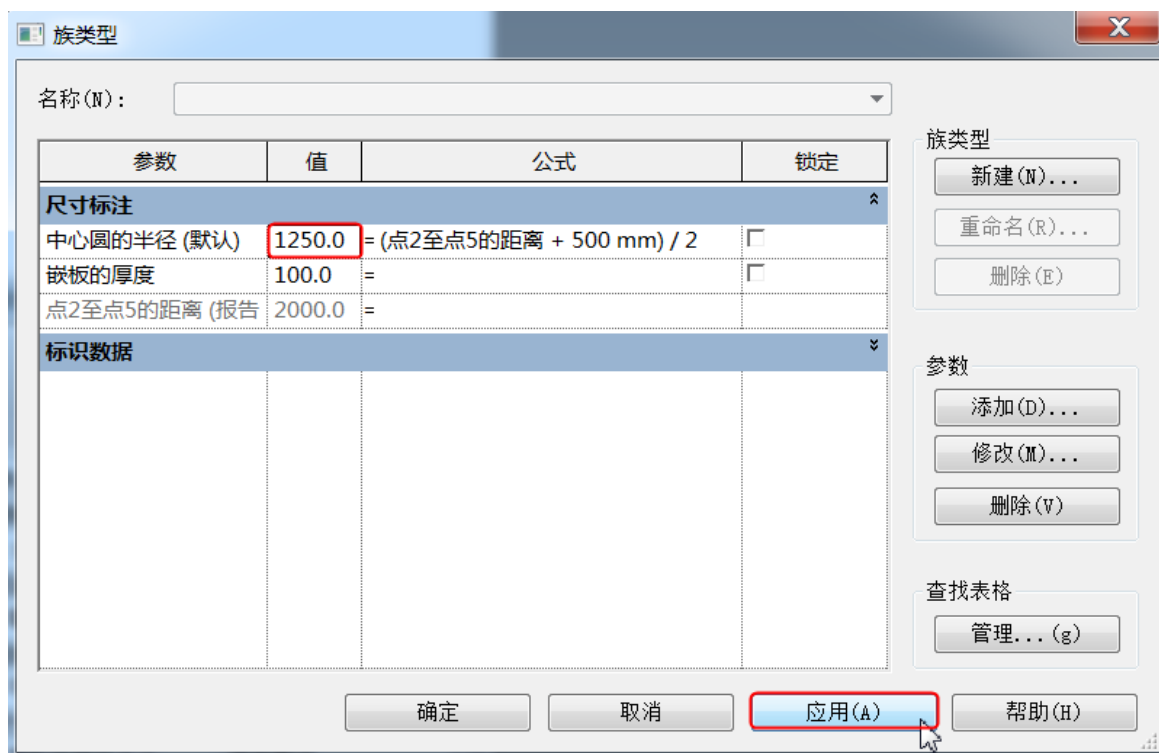 族类型
名称(N):
参数 值 公式 锁定
尺寸标注
中心圆的半径 (默认) 1250.0 = (点2至点5的距离 + 500 mm) / 2
嵌板的厚度 100.0 =
点2至点5的距离 (报告 2000.0 =
标识数据
族类型
新建(N)...
重命名(R)...
删除(E)
参数
添加(D)...
修改(M)...
删除(V)
查找表格
管理...(g)
确定 取消 应用(A) 帮助(H)